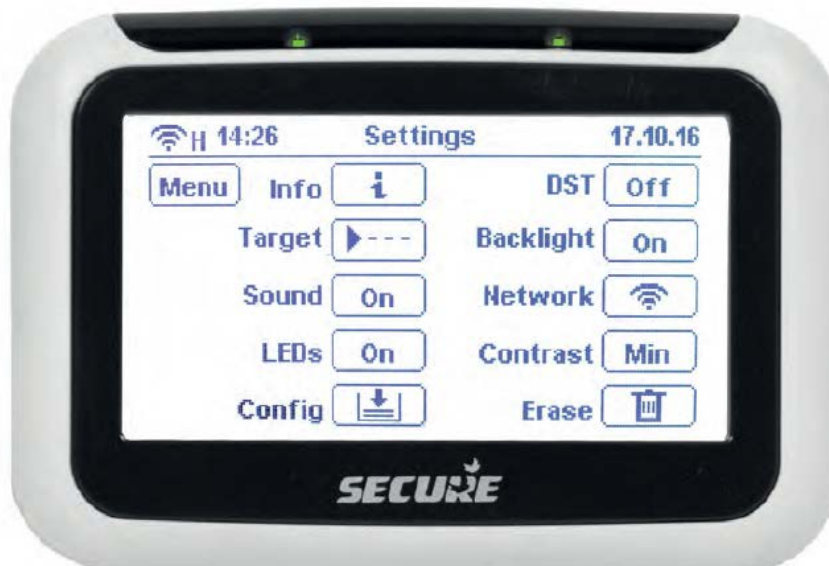 H 14:26 Settings 17.10.16
Menu Info i DST Off
Target --- Backlight On
Sound On Network
LEDs On Contrast Min
Config Erase
SECURE